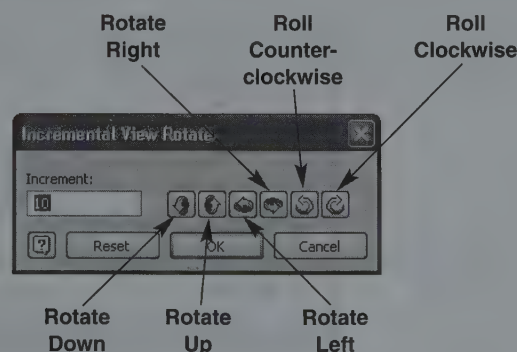 Rotate
Right
Roll
Counter-
clockwise
Roll
Clockwise
Incremental View Rotate
Increment:
10
?
Reset
OK
Cancel
Rotate
Down
Rotate
Up
Rotate
Left